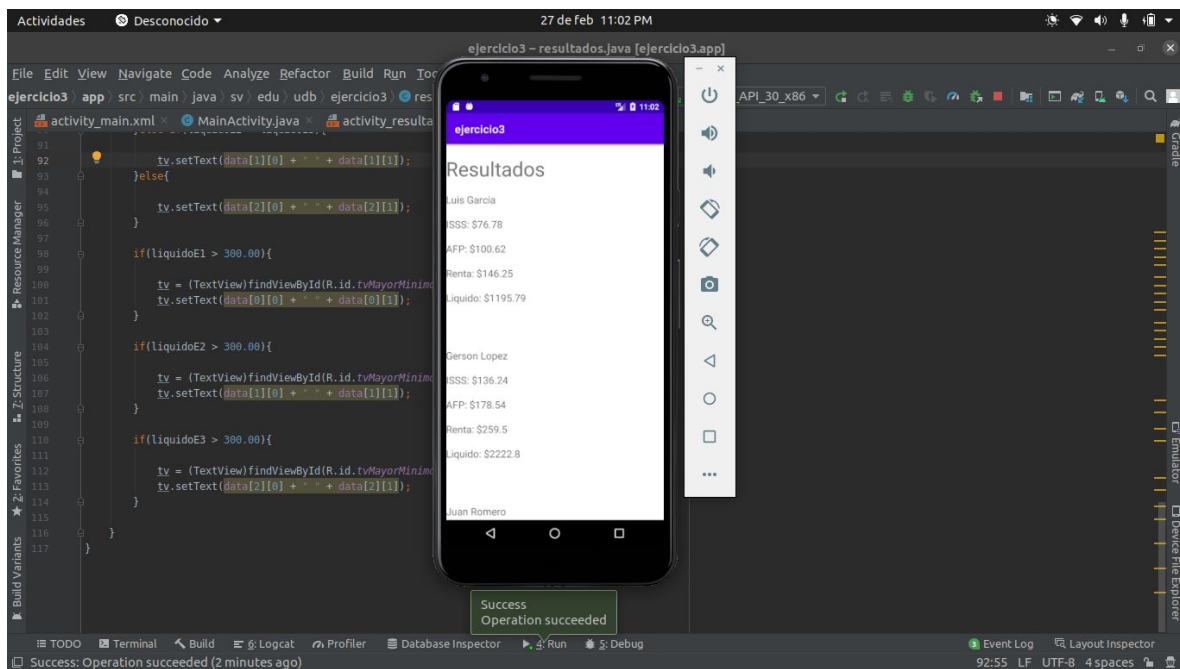 Actividades Desconocido 27 de feb 11:02 PM
ejercicio3 – resultados.java [ejercicio3.app]
File Edit View Navigate Code Analyze Refactor Build Run
ejercicio3 app src main java sv edu udb ejercicio3 API_30_x86
activity_main.xml MainActivity.java
91
92 tv.setText(data[1][0] + " " + data[1][1]);
93 }else{
94
95 tv.setText(data[2][0] + " " + data[2][1]);
96 }
97
98 if(liquidoE1 > 300.00){
99
100 tv = (TextView)findViewById(R.id.tvMayorMinimo
101 tv.setText(data[0][0] + " " + data[0][1]);
102 }
103
104 if(liquidoE2 > 300.00){
105
106 tv = (TextView)findViewById(R.id.tvMayorMinimo
107 tv.setText(data[1][0] + " " + data[1][1]);
108 }
109
110 if(liquidoE3 > 300.00){
111
112 tv = (TextView)findViewById(R.id.tvMayorMinimo
113 tv.setText(data[2][0] + " " + data[2][1]);
114 }
115
116 }
117 }
1: Project
Resource Manager
7: Structure
2: Favorites
Build Variants
11:02
ejercicio3
Resultados
Luis Garcia
ISSS: $76.78
AFP: $100.62
Renta: $146.25
Liquido: $1195.79
Gerson Lopez
ISSS: $136.24
AFP: $178.54
Renta: $259.5
Liquido: $2222.8
Juan Romero
Gradle
Emulator
Device File Explorer
Success
Operation succeeded
TODO Terminal Build 6: Logcat Profiler Database Inspector 4: Run 5: Debug 3 Event Log Layout Inspector
Success: Operation succeeded (2 minutes ago) 92:55 LF UTF-8 4 spaces